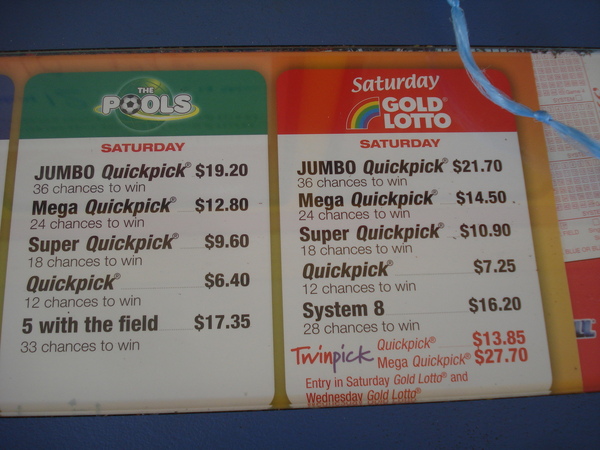 THE
POOLS
SATURDAY
JUMBO Quickpick® $19.20
36 chances to win
Mega Quickpick® $12.80
24 chances to win
Super Quickpick® $9.60
18 chances to win
Quickpick® $6.40
12 chances to win
5 with the field $17.35
33 chances to win
Saturday
GOLD
LOTTO
SATURDAY
JUMBO Quickpick® $21.70
36 chances to win
Mega Quickpick® $14.50
24 chances to win
Super Quickpick® $10.90
18 chances to win
Quickpick® $7.25
12 chances to win
System 8 $16.20
28 chances to win
Twinpick Quickpick® $13.85
Mega Quickpick® $27.70
Entry in Saturday Gold Lotto® and
Wednesday Gold Lotto®